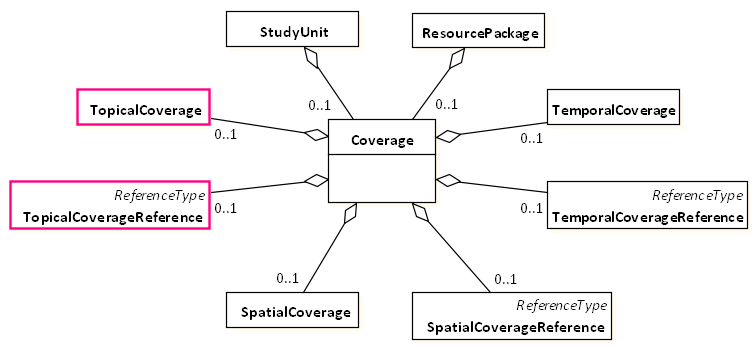 StudyUnit
ResourcePackage
0..1
0..1
TopicalCoverage
TemporalCoverage
0..1
0..1
Coverage
ReferenceType
TopicalCoverageReference
0..1
ReferenceType
TemporalCoverageReference
0..1
0..1
0..1
SpatialCoverage
ReferenceType
SpatialCoverageReference